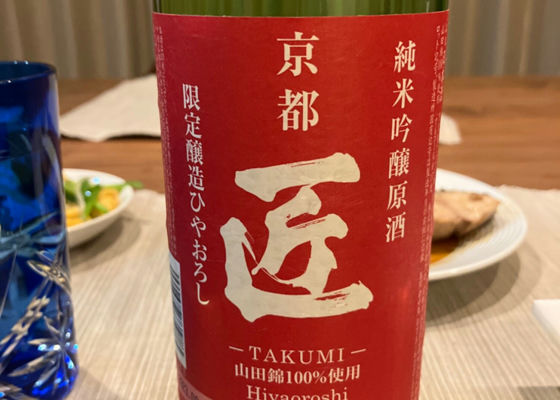 純米吟醸原酒
京都
匠
限定醸造ひやおろし
— TAKUMI —
山田錦100%使用
Hiyaoroshi